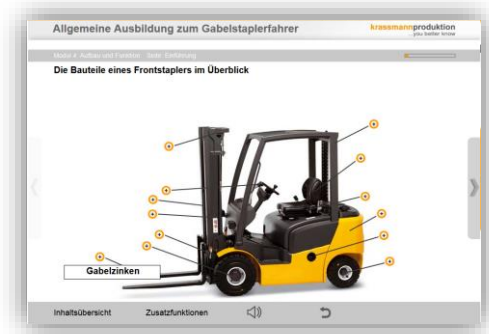 Allgemeine Ausbildung zum Gabelstaplerfahrer
krassmannproduktion
...you better know
Modul 4: Aufbau und Funktion
Einführung
Die Bauteile eines Frontstaplers im Überblick
Gabelzinken
Inhaltsübersicht
Zusatzfunktionen